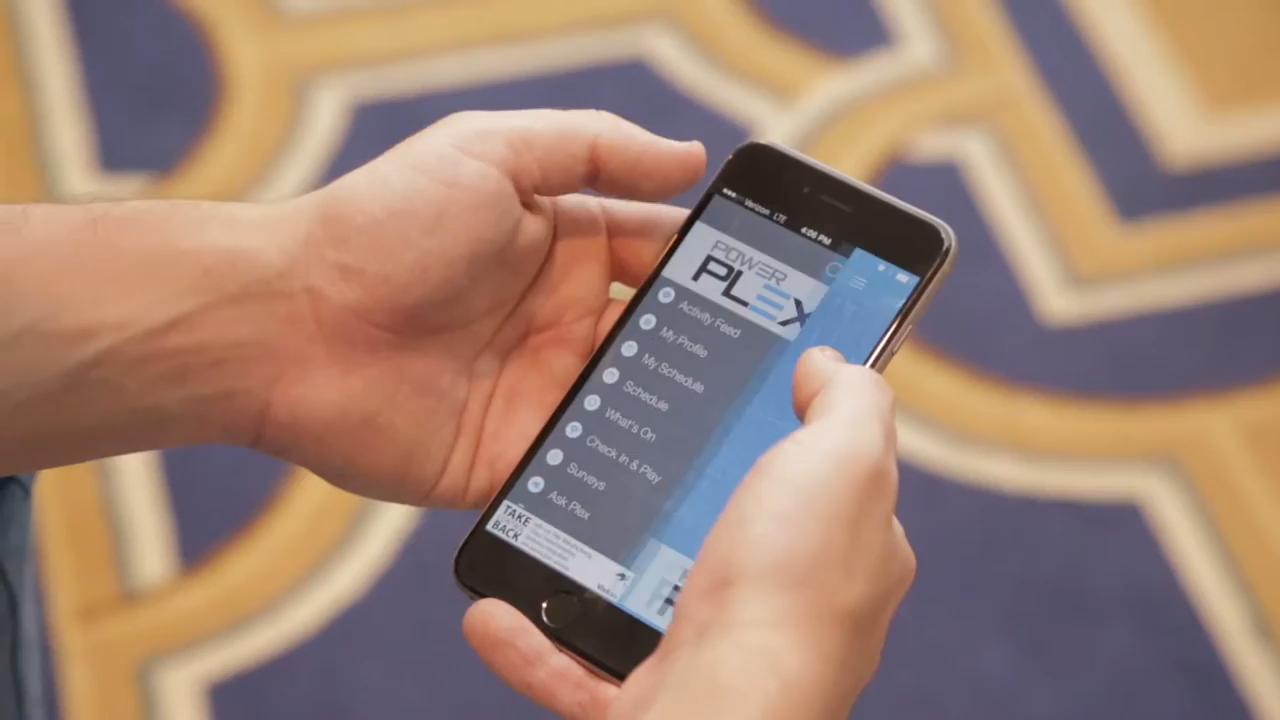 Verizon LTE
4:06 PM
POWER
PLEX
Activity Feed
My Profile
My Schedule
Schedule
What's On
Check In & Play
Surveys
Ask Plex
TAKE
BACK